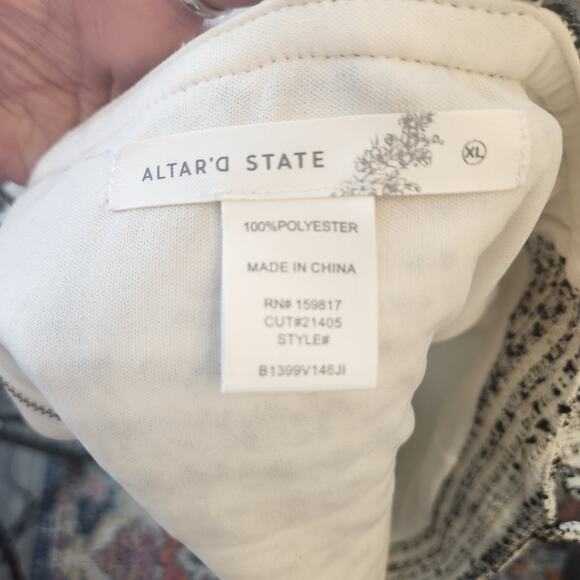 ALTAR'D STATE
XL
100%POLYESTER
MADE IN CHINA
RN# 159817
CUT#21405
STYLE#
B1399V146JI